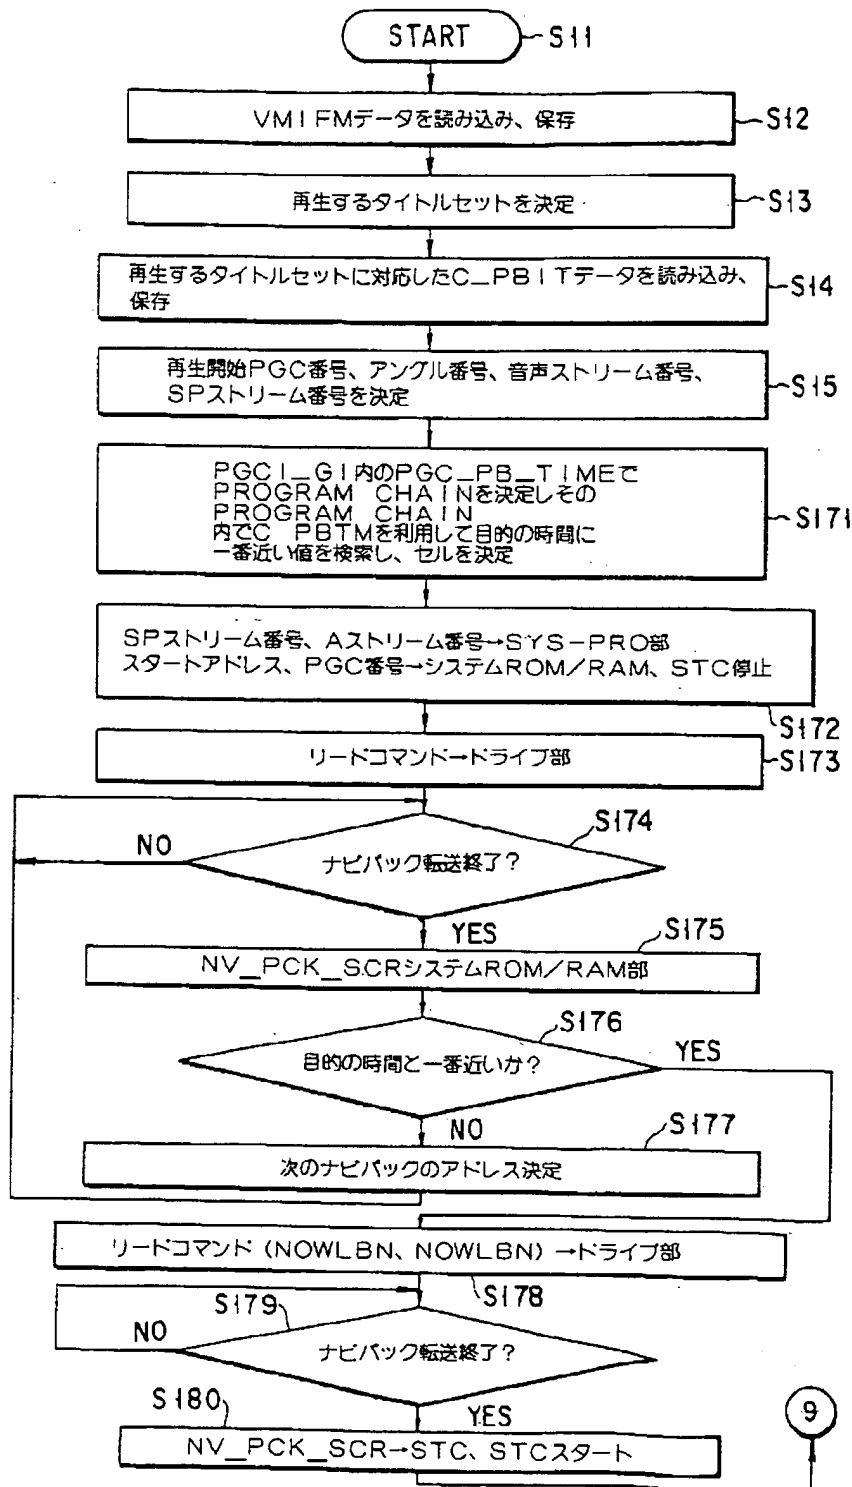 START
S11
VMIFMデータを読み込み、保存
S12
再生するタイトルセットを決定
S13
再生するタイトルセットに対応したC_PBITデータを読み込み、
保存
S14
再生開始PGC番号、アングル番号、音声ストリーム番号、
SPストリーム番号を決定
S15
PGCI_GI内のPGC_PB_TIMEで
PROGRAM CHAINを決定しその
PROGRAM CHAIN
内でC PBTMを利用して目的の時間に
一番近い値を検索し、セルを決定
S171
SPストリーム番号、Aストリーム番号→SYS-PRO部
スタートアドレス、PGC番号→システムROM/RAM、STC停止
S172
リードコマンド→ドライブ部
S173
S174
NO
ナビパック転送終了?
YES
S175
NV_PCK_SCRシステムROM/RAM部
S176
目的の時間と一番近いか?
YES
NO
S177
次のナビパックのアドレス決定
リードコマンド(NOWLBN、NOWLBN)→ドライブ部
S178
S179
NO
ナビパック転送終了?
YES
S180
NV_PCK_SCR→STC、STCスタート
9